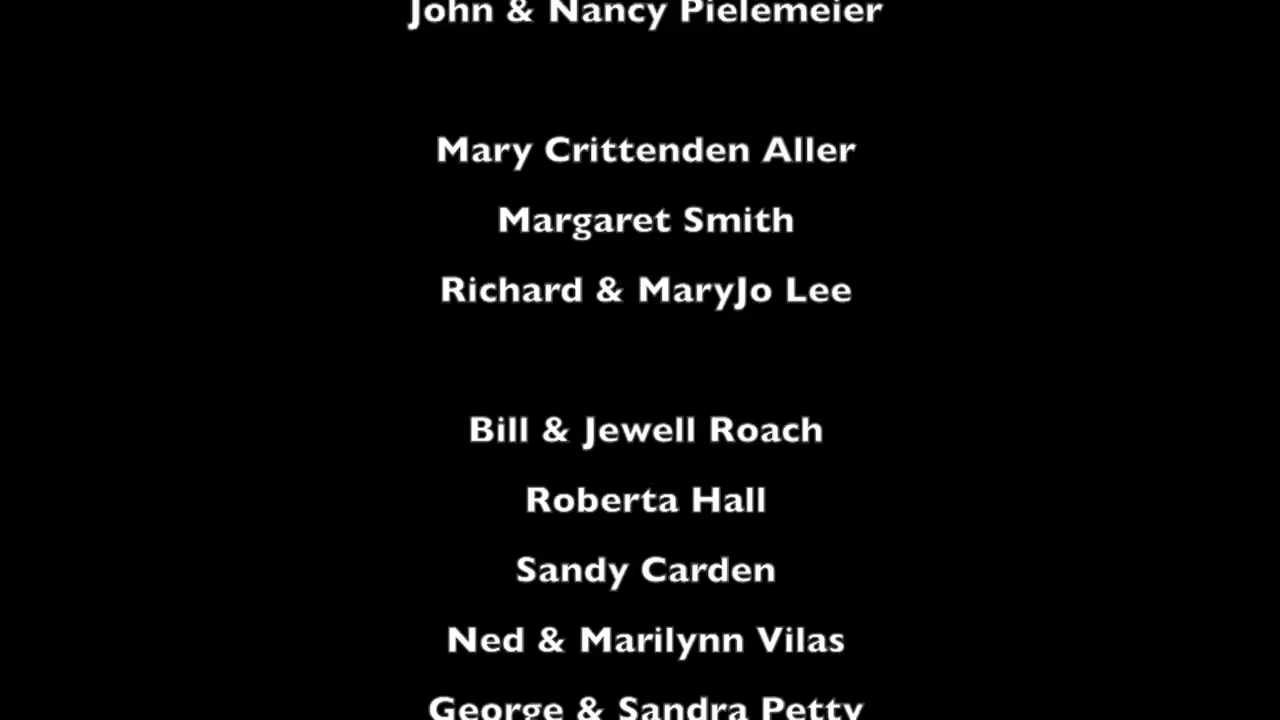 John & Nancy Pielemeier
Mary Crittenden Aller
Margaret Smith
Richard & MaryJo Lee
Bill & Jewell Roach
Roberta Hall
Sandy Carden
Ned & Marilynn Vilas
George & Sandra Petty